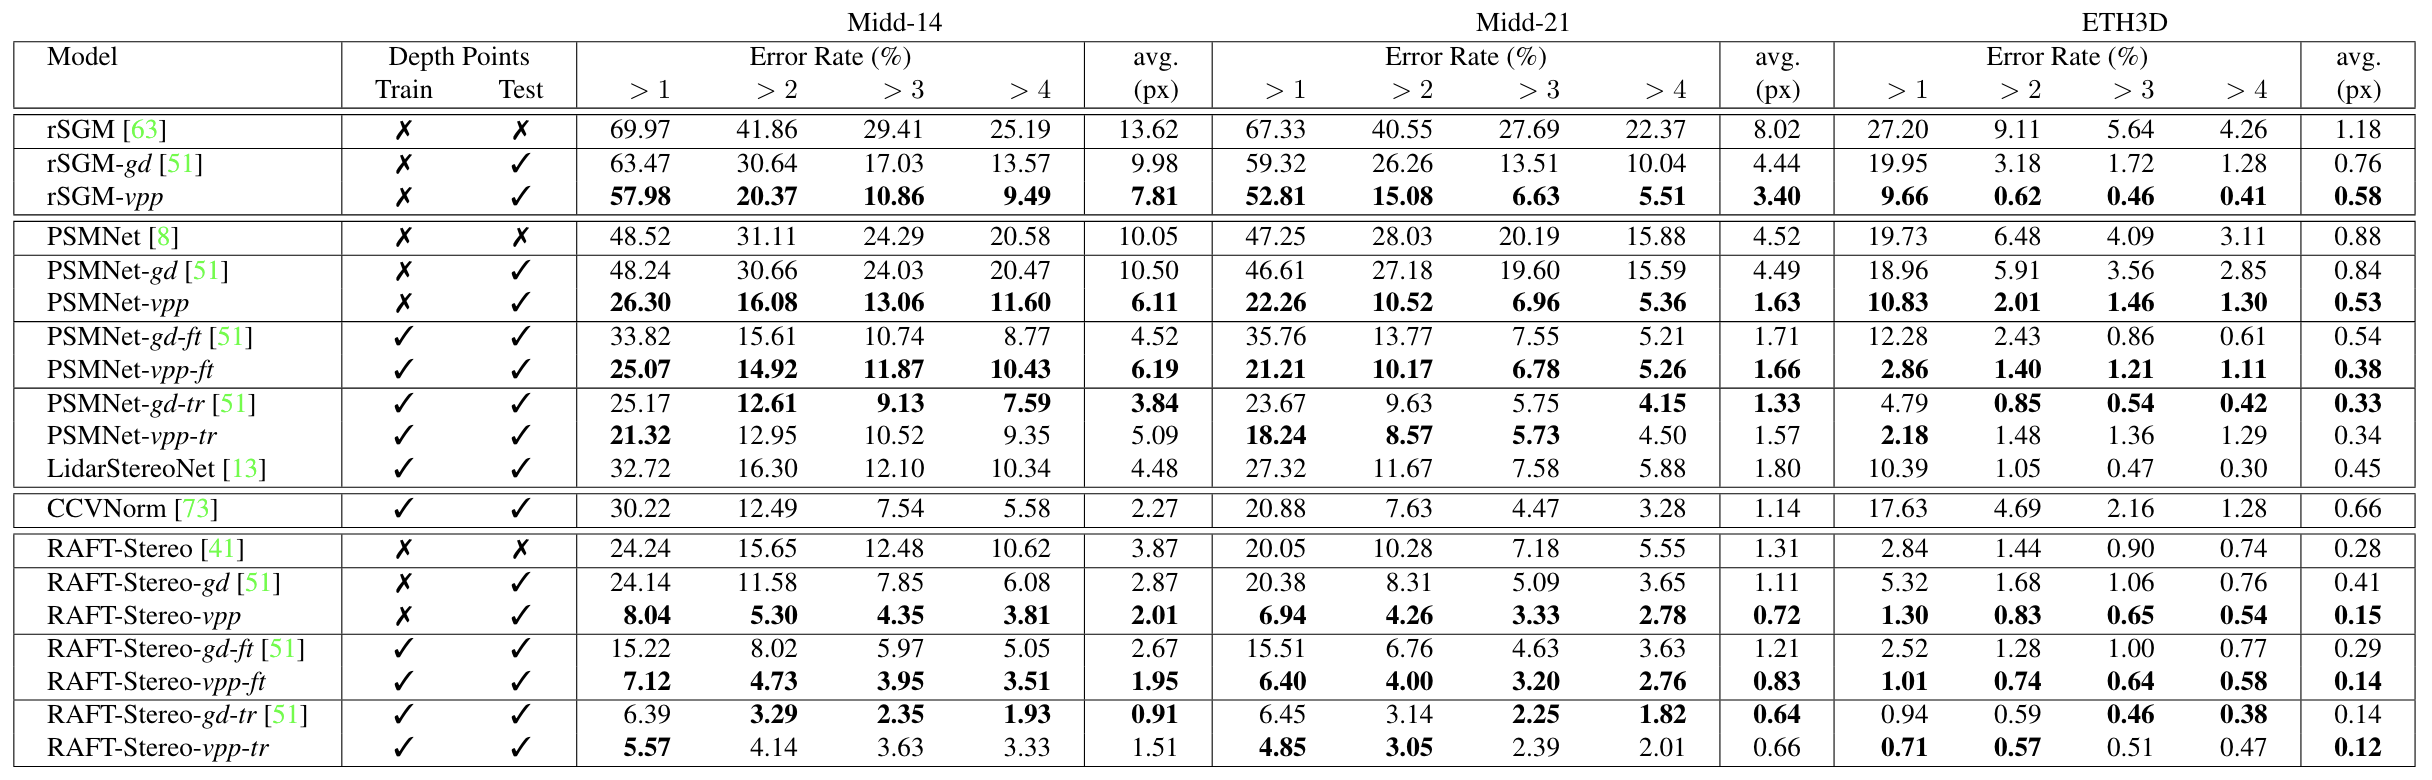 Midd-14 Midd-21 ETH3D
Model Depth Points Error Rate (%) avg. Error Rate (%) avg. Error Rate (%) avg.
Train Test > 1 > 2 > 3 > 4 (px) > 1 > 2 > 3 > 4 (px) > 1 > 2 > 3 > 4 (px)
rSGM [63] ✗ ✗ 69.97 41.86 29.41 25.19 13.62 67.33 40.55 27.69 22.37 8.02 27.20 9.11 5.64 4.26 1.18
rSGM-gd [51] ✗ ✓ 63.47 30.64 17.03 13.57 9.98 59.32 26.26 13.51 10.04 4.44 19.95 3.18 1.72 1.28 0.76
rSGM-vpp ✗ ✓ 57.98 20.37 10.86 9.49 7.81 52.81 15.08 6.63 5.51 3.40 9.66 0.62 0.46 0.41 0.58
PSMNet [8] ✗ ✗ 48.52 31.11 24.29 20.58 10.05 47.25 28.03 20.19 15.88 4.52 19.73 6.48 4.09 3.11 0.88
PSMNet-gd [51] ✗ ✓ 48.24 30.66 24.03 20.47 10.50 46.61 27.18 19.60 15.59 4.49 18.96 5.91 3.56 2.85 0.84
PSMNet-vpp ✗ ✓ 26.30 16.08 13.06 11.60 6.11 22.26 10.52 6.96 5.36 1.63 10.83 2.01 1.46 1.30 0.53
PSMNet-gd-ft [51] ✓ ✓ 33.82 15.61 10.74 8.77 4.52 35.76 13.77 7.55 5.21 1.71 12.28 2.43 0.86 0.61 0.54
PSMNet-vpp-ft ✓ ✓ 25.07 14.92 11.87 10.43 6.19 21.21 10.17 6.78 5.26 1.66 2.86 1.40 1.21 1.11 0.38
PSMNet-gd-tr [51] ✓ ✓ 25.17 12.61 9.13 7.59 3.84 23.67 9.63 5.75 4.15 1.33 4.79 0.85 0.54 0.42 0.33
PSMNet-vpp-tr ✓ ✓ 21.32 12.95 10.52 9.35 5.09 18.24 8.57 5.73 4.50 1.57 2.18 1.48 1.36 1.29 0.34
LidarStereoNet [13] ✓ ✓ 32.72 16.30 12.10 10.34 4.48 27.32 11.67 7.58 5.88 1.80 10.39 1.05 0.47 0.30 0.45
CCVNorm [73] ✓ ✓ 30.22 12.49 7.54 5.58 2.27 20.88 7.63 4.47 3.28 1.14 17.63 4.69 2.16 1.28 0.66
RAFT-Stereo [41] ✗ ✗ 24.24 15.65 12.48 10.62 3.87 20.05 10.28 7.18 5.55 1.31 2.84 1.44 0.90 0.74 0.28
RAFT-Stereo-gd [51] ✗ ✓ 24.14 11.58 7.85 6.08 2.87 20.38 8.31 5.09 3.65 1.11 5.32 1.68 1.06 0.76 0.41
RAFT-Stereo-vpp ✗ ✓ 8.04 5.30 4.35 3.81 2.01 6.94 4.26 3.33 2.78 0.72 1.30 0.83 0.65 0.54 0.15
RAFT-Stereo-gd-ft [51] ✓ ✓ 15.22 8.02 5.97 5.05 2.67 15.51 6.76 4.63 3.63 1.21 2.52 1.28 1.00 0.77 0.29
RAFT-Stereo-vpp-ft ✓ ✓ 7.12 4.73 3.95 3.51 1.95 6.40 4.00 3.20 2.76 0.83 1.01 0.74 0.64 0.58 0.14
RAFT-Stereo-gd-tr [51] ✓ ✓ 6.39 3.29 2.35 1.93 0.91 6.45 3.14 2.25 1.82 0.64 0.94 0.59 0.46 0.38 0.14
RAFT-Stereo-vpp-tr ✓ ✓ 5.57 4.14 3.63 3.33 1.51 4.85 3.05 2.39 2.01 0.66 0.71 0.57 0.51 0.47 0.12